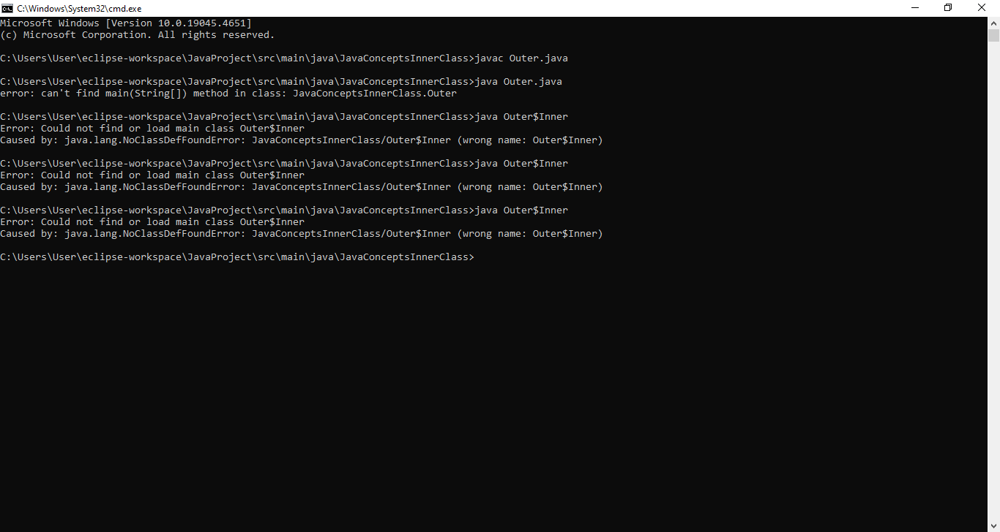 C:\Windows\System32\cmd.exe
Microsoft Windows [Version 10.0.19045.4651]
(c) Microsoft Corporation. All rights reserved.
C:\Users\User\eclipse-workspace\JavaProject\src\main\java\JavaConceptsInnerClass>javac Outer.java
C:\Users\User\eclipse-workspace\JavaProject\src\main\java\JavaConceptsInnerClass>java Outer.java
error: can't find main(String[]) method in class: JavaConceptsInnerClass.Outer
C:\Users\User\eclipse-workspace\JavaProject\src\main\java\JavaConceptsInnerClass>java Outer$Inner
Error: Could not find or load main class Outer$Inner
Caused by: java.lang.NoClassDefFoundError: JavaConceptsInnerClass/Outer$Inner (wrong name: Outer$Inner)
C:\Users\User\eclipse-workspace\JavaProject\src\main\java\JavaConceptsInnerClass>java Outer$Inner
Error: Could not find or load main class Outer$Inner
Caused by: java.lang.NoClassDefFoundError: JavaConceptsInnerClass/Outer$Inner (wrong name: Outer$Inner)
C:\Users\User\eclipse-workspace\JavaProject\src\main\java\JavaConceptsInnerClass>java Outer$Inner
Error: Could not find or load main class Outer$Inner
Caused by: java.lang.NoClassDefFoundError: JavaConceptsInnerClass/Outer$Inner (wrong name: Outer$Inner)
C:\Users\User\eclipse-workspace\JavaProject\src\main\java\JavaConceptsInnerClass>